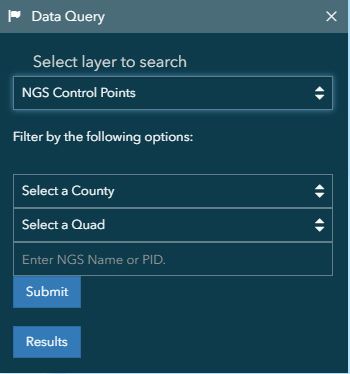 Data Query
Select layer to search
NGS Control Points
Filter by the following options:
Select a County
Select a Quad
Enter NGS Name or PID.
Submit
Results